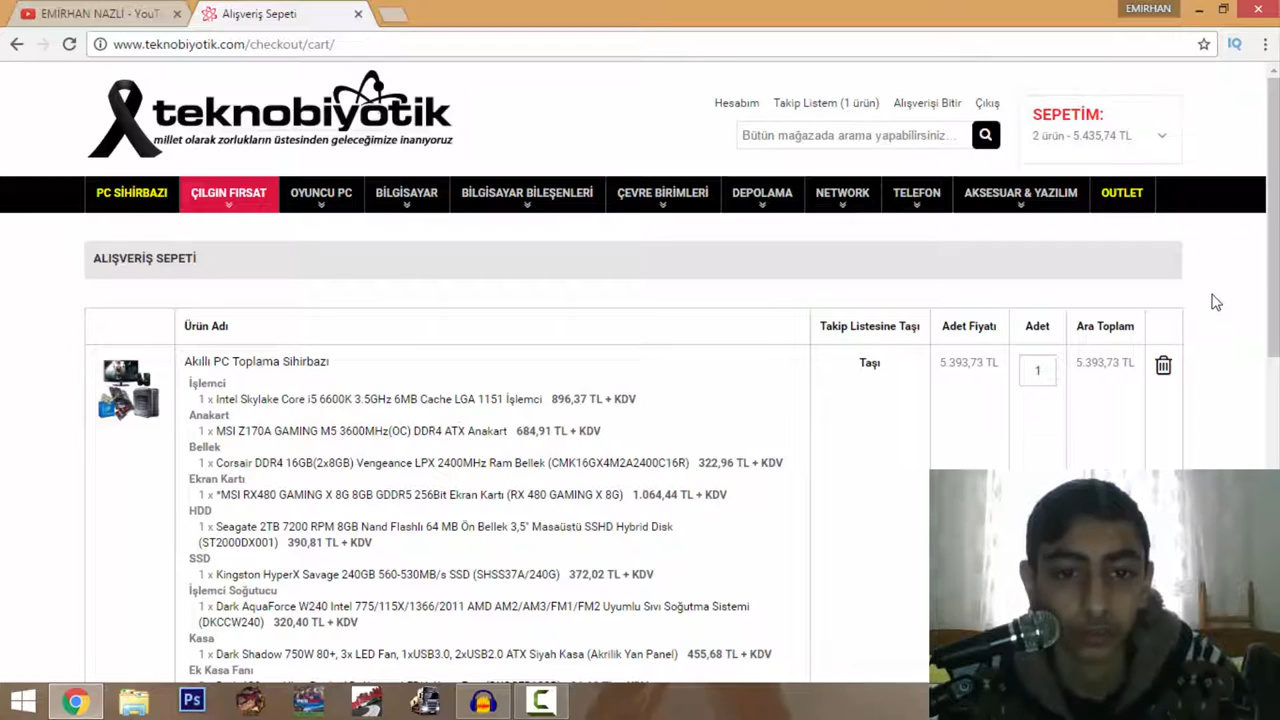 EMİRHAN NAZLI - YouT
Alışveriş Sepeti
EMIRHAN
www.teknobiyotik.com/checkout/cart/
IQ
teknobiyotik
millet olarak zorlukların üstesinden geleceğimize inanıyoruz
Hesabım Takip Listem (1 ürün) Alışverişi Bitir Çıkış
Bütün mağazada arama yapabilirsiniz...
SEPETİM:
2 ürün - 5.435,74 TL
PC SİHİRBAZI ÇILGIN FIRSAT OYUNCU PC BİLGİSAYAR BİLGİSAYAR BİLEŞENLERİ ÇEVRE BİRİMLERİ DEPOLAMA NETWORK TELEFON AKSESUAR & YAZILIM OUTLET
ALIŞVERİŞ SEPETİ
Ürün Adı Takip Listesine Taşı Adet Fiyatı Adet Ara Toplam
Akıllı PC Toplama Sihirbazı Taşı 5.393,73 TL 1 5.393,73 TL
İşlemci
1 x Intel Skylake Core i5 6600K 3.5GHz 6MB Cache LGA 1151 İşlemci 896,37 TL + KDV
Anakart
1 x MSI Z170A GAMING M5 3600MHz(OC) DDR4 ATX Anakart 684,91 TL + KDV
Bellek
1 x Corsair DDR4 16GB(2x8GB) Vengeance LPX 2400MHz Ram Bellek (CMK16GX4M2A2400C16R) 322,96 TL + KDV
Ekran Kartı
1 x *MSI RX480 GAMING X 8G 8GB GDDR5 256Bit Ekran Kartı (RX 480 GAMING X 8G) 1.064,44 TL + KDV
HDD
1 x Seagate 2TB 7200 RPM 8GB Nand Flashlı 64 MB Ön Bellek 3,5" Masaüstü SSHD Hybrid Disk
(ST2000DX001) 390,81 TL + KDV
SSD
1 x Kingston HyperX Savage 240GB 560-530MB/s SSD (SHSS37A/240G) 372,02 TL + KDV
İşlemci Soğutucu
1 x Dark AquaForce W240 Intel 775/115X/1366/2011 AMD AM2/AM3/FM1/FM2 Uyumlu Sıvı Soğutma Sistemi
(DKCCW240) 320,40 TL + KDV
Kasa
1 x Dark Shadow 750W 80+, 3x LED Fan, 1xUSB3.0, 2xUSB2.0 ATX Siyah Kasa (Akrilik Yan Panel) 455,68 TL + KDV
Ek Kasa Fanı
Ps